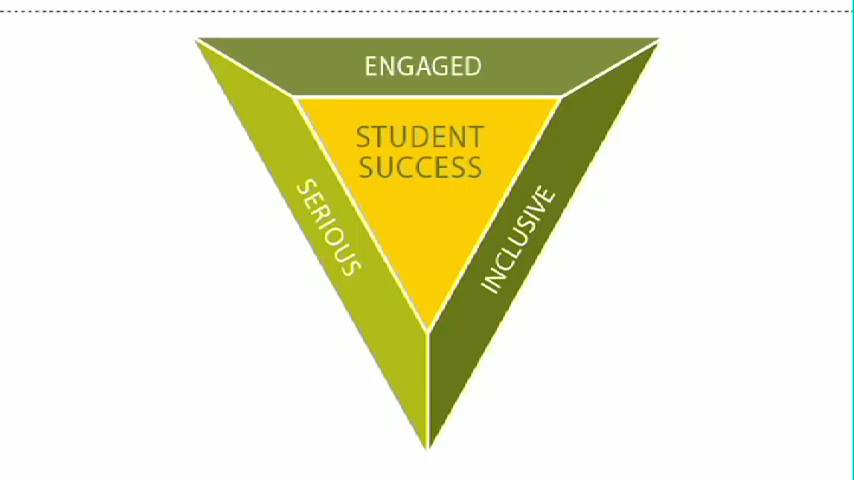 ENGAGED
STUDENT
SUCCESS
SERIOUS
INCLUSIVE